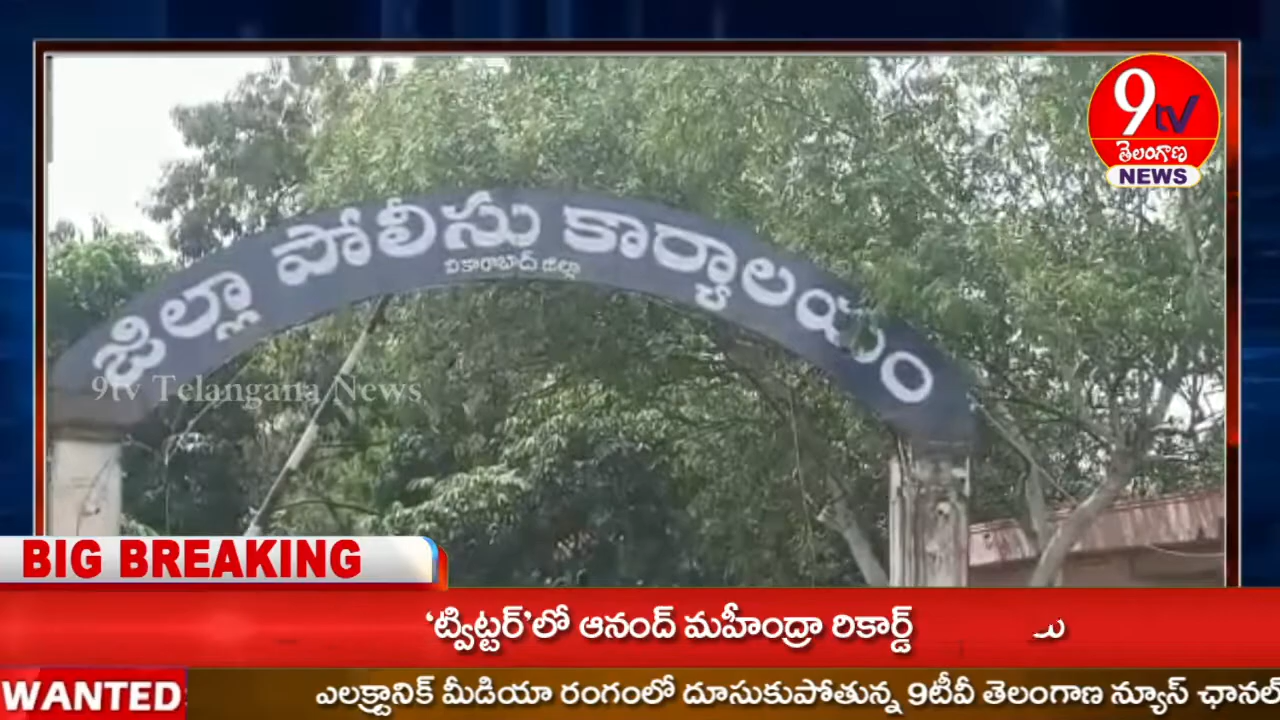 9tv
తెలంగాణ
NEWS
జిల్లా పోలీసు కార్యాలయం
వికారాబాద్ జిల్లా
9tv Telangana News
BIG BREAKING
‘ట్విట్టర్’లో ఆనంద్ మహీంద్రా రికార్డ్
WANTED
ఎలక్ట్రానిక్ మీడియా రంగంలో దూసుకుపోతున్న 9టీవీ తెలంగాణ న్యూస్ ఛానల్